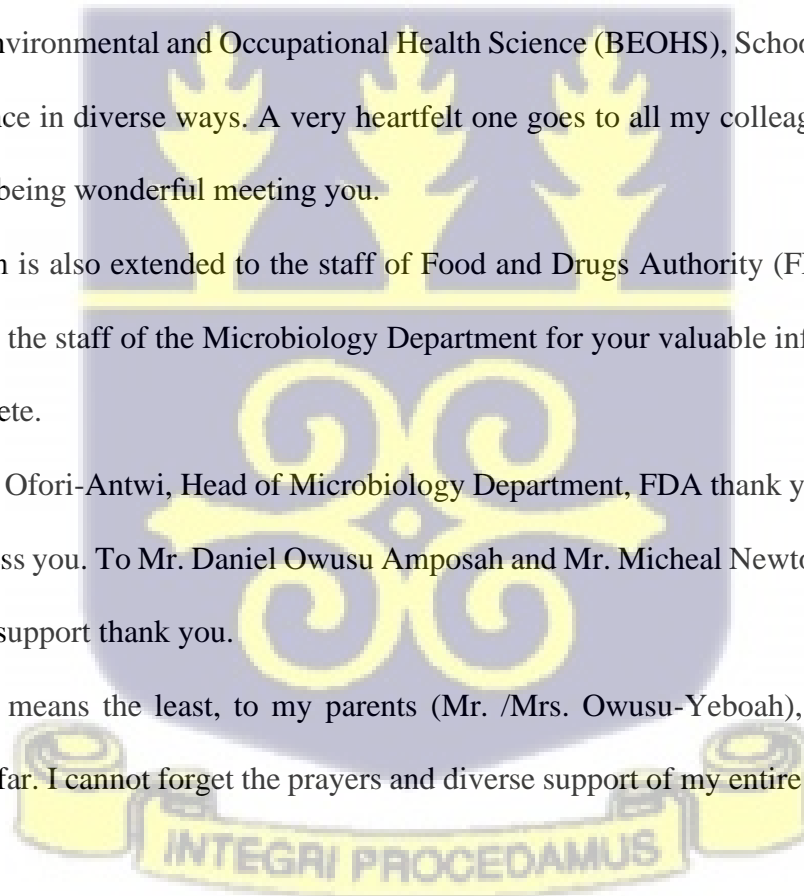 nvironmental and Occupational Health Science (BEOHS), Schoo
nce in diverse ways. A very heartfelt one goes to all my colleag
being wonderful meeting you.
is also extended to the staff of Food and Drugs Authority (F
the staff of the Microbiology Department for your valuable inf
ete.
Ofori-Antwi, Head of Microbiology Department, FDA thank y
ss you. To Mr. Daniel Owusu Amposah and Mr. Micheal Newto
support thank you.
means the least, to my parents (Mr. /Mrs. Owusu-Yeboah),
far. I cannot forget the prayers and diverse support of my entire
INTEGRI PROCEDAMUS